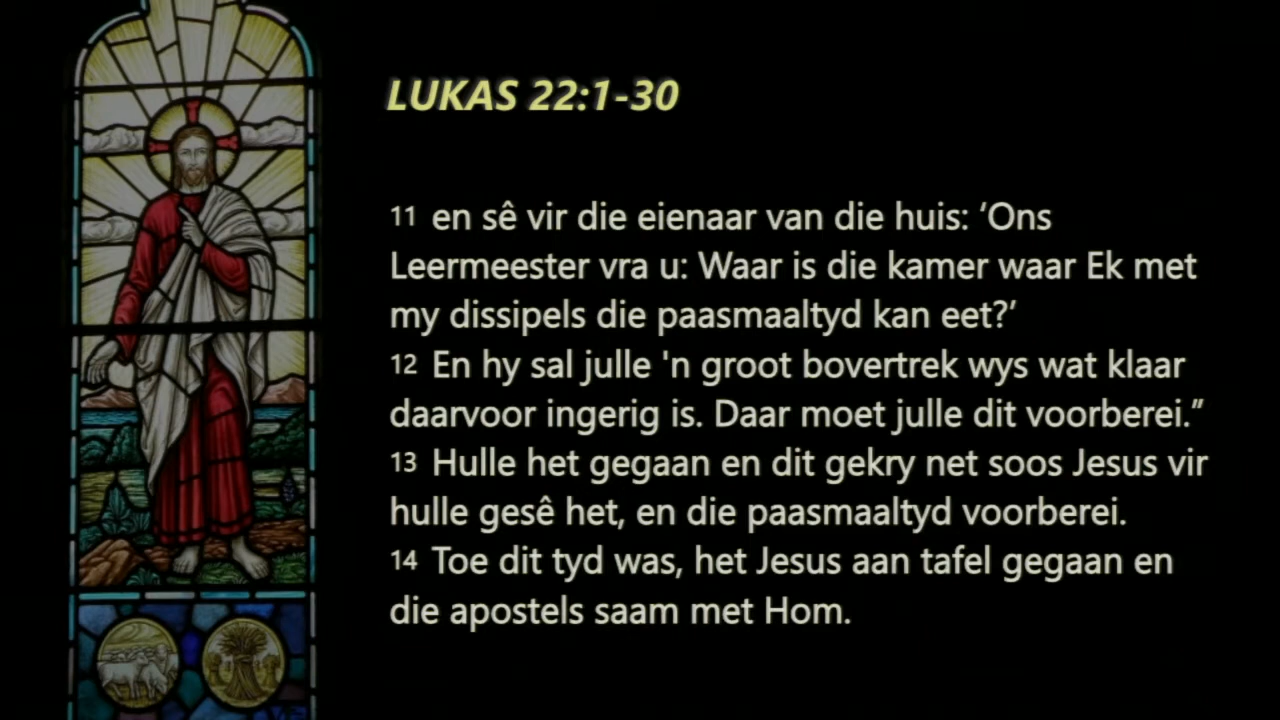 LUKAS 22:1-30
11 en sê vir die eienaar van die huis: ‘Ons
Leermeester vra u: Waar is die kamer waar Ek met
my dissipels die paasmaaltyd kan eet?’
12 En hy sal julle 'n groot bovertrek wys wat klaar
daarvoor ingerig is. Daar moet julle dit voorberei.”
13 Hulle het gegaan en dit gekry net soos Jesus vir
hulle gesê het, en die paasmaaltyd voorberei.
14 Toe dit tyd was, het Jesus aan tafel gegaan en
die apostels saam met Hom.